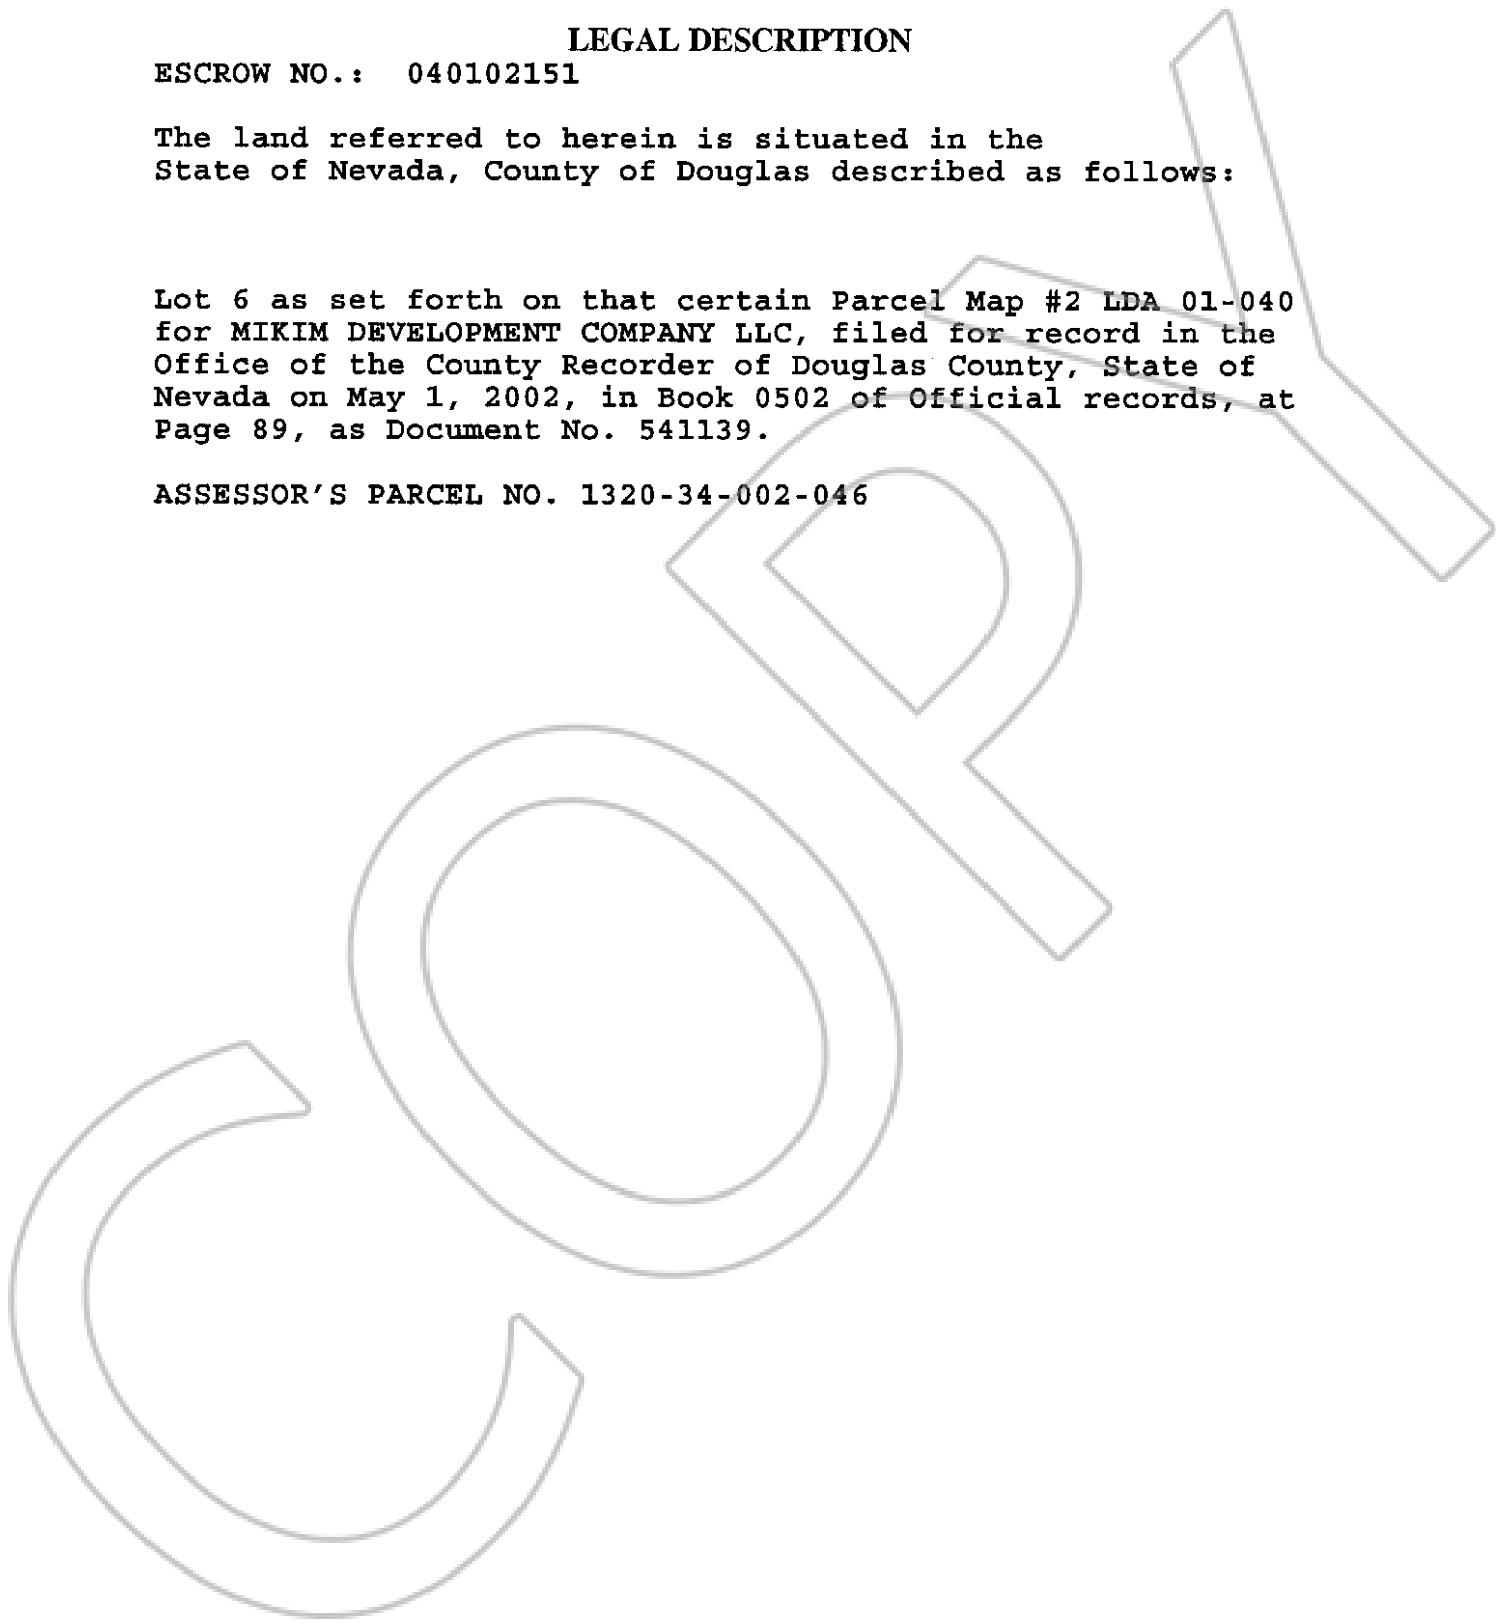 LEGAL DESCRIPTION
ESCROW NO.: 040102151
The land referred to herein is situated in the
State of Nevada, County of Douglas described as follows:
Lot 6 as set forth on that certain Parcel Map #2 LDA 01-040
for MIKIM DEVELOPMENT COMPANY LLC, filed for record in the
Office of the County Recorder of Douglas County, State of
Nevada on May 1, 2002, in Book 0502 of Official records, at
Page 89, as Document No. 541139.
ASSESSOR'S PARCEL NO. 1320-34-002-046
COPY